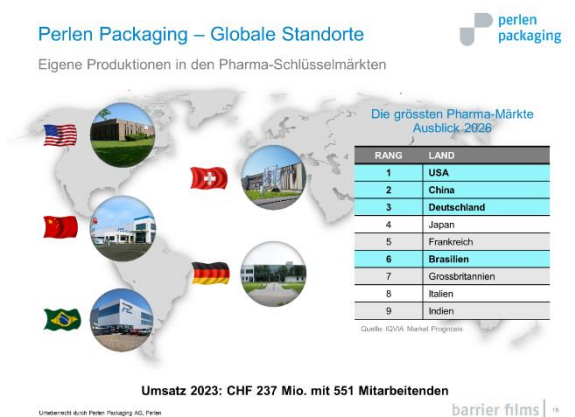 Perlen Packaging – Globale Standorte
perlen
packaging
Eigene Produktionen in den Pharma-Schlüsselmärkten
Die grössten Pharma-Märkte
Ausblick 2026
RANG LAND
1 USA
2 China
3 Deutschland
4 Japan
5 Frankreich
6 Brasilien
7 Grossbritannien
8 Italien
9 Indien
Quelle: IQVIA Market Prognosis
Umsatz 2023: CHF 237 Mio. mit 551 Mitarbeitenden
Urheberrecht durch Perlen Packaging AG, Perlen
barrier films